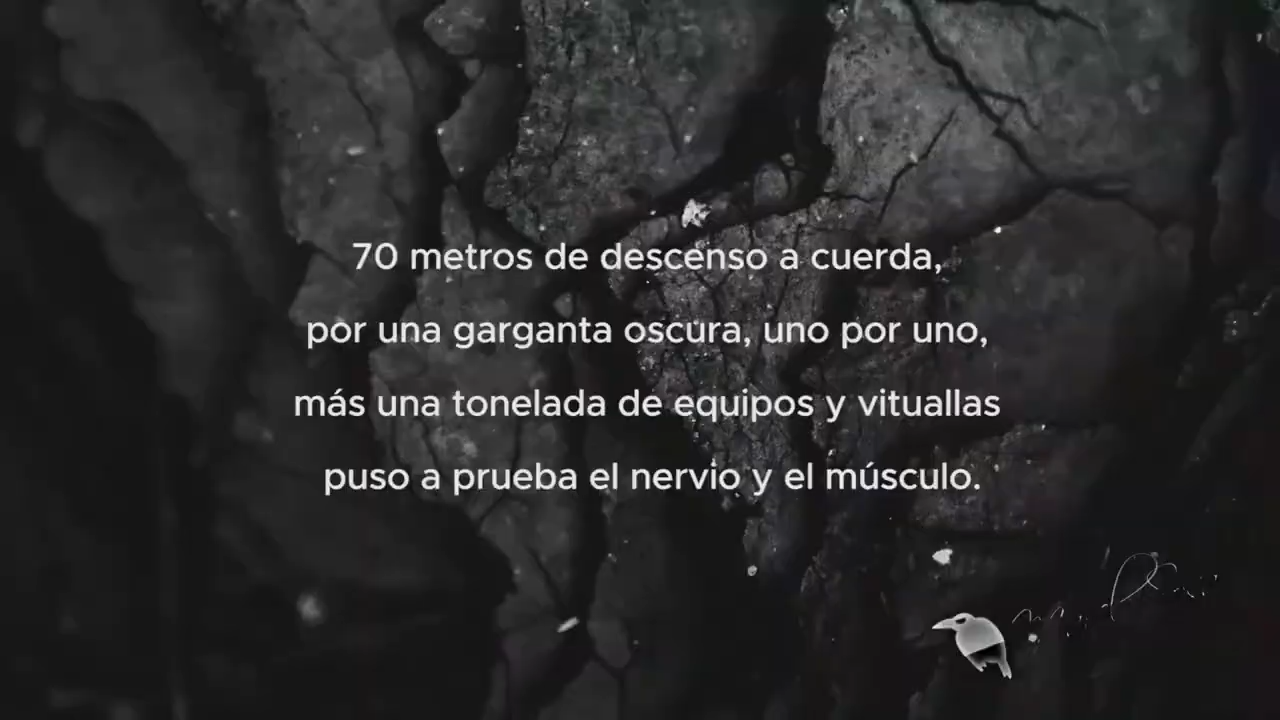 70 metros de descenso a cuerda,
por una garganta oscura, uno por uno,
más una tonelada de equipos y vituallas
puso a prueba el nervio y el músculo.